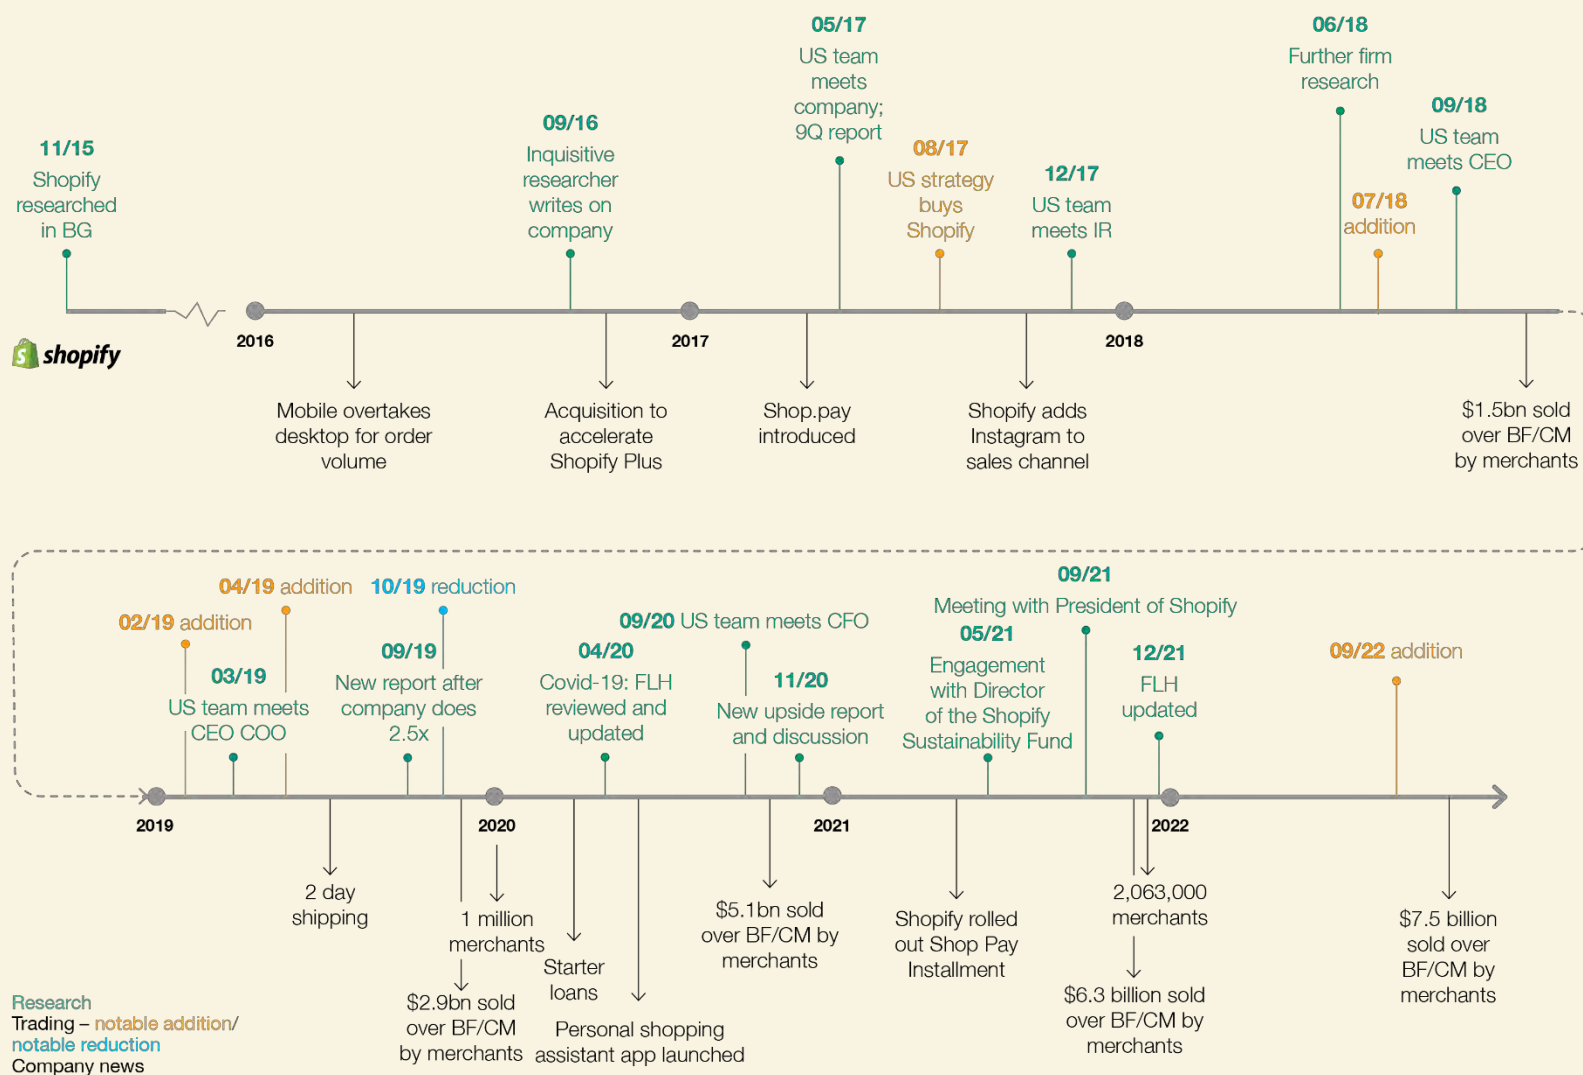 11/15
Shopify
researched
in BG
09/16
Inquisitive
researcher
writes on
company
05/17
US team
meets
company;
9Q report
08/17
US strategy
buys
Shopify
12/17
US team
meets IR
06/18
Further firm
research
07/18
addition
09/18
US team
meets CEO
2016
2017
2018
shopify
Mobile overtakes
desktop for order
volume
Acquisition to
accelerate
Shopify Plus
Shop.pay
introduced
Shopify adds
Instagram to
sales channel
$1.5bn sold
over BF/CM
by merchants
02/19 addition
03/19
US team meets
CEO COO
04/19 addition
09/19
New report after
company does
2.5x
10/19 reduction
04/20
Covid-19: FLH
reviewed and
updated
09/20 US team meets CFO
11/20
New upside report
and discussion
05/21
Engagement
with Director
of the Shopify
Sustainability Fund
09/21
Meeting with President of Shopify
12/21
FLH
updated
09/22 addition
2019
2020
2021
2022
2 day
shipping
$2.9bn sold
over BF/CM
by merchants
1 million
merchants
Starter
loans
Personal shopping
assistant app launched
$5.1bn sold
over BF/CM by
merchants
Shopify rolled
out Shop Pay
Installment
$6.3 billion sold
over BF/CM by
merchants
2,063,000
merchants
$7.5 billion
sold over
BF/CM by
merchants
Research
Trading – notable addition/
notable reduction
Company news